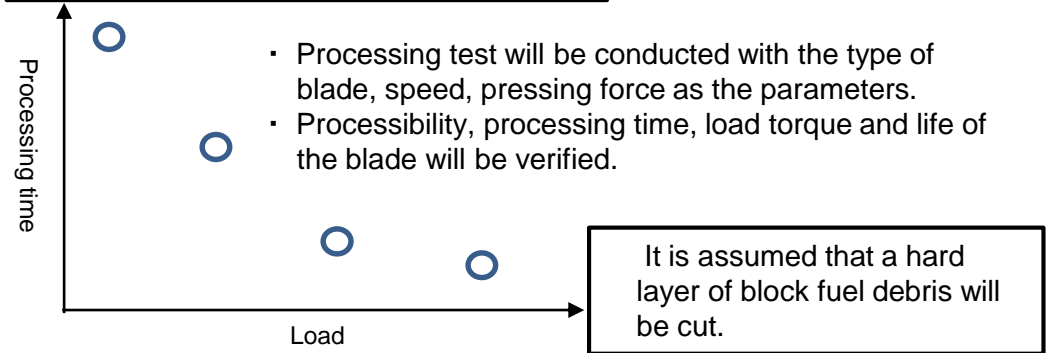 ・ Processing test will be conducted with the type of
blade, speed, pressing force as the parameters.
・ Processibility, processing time, load torque and life of
the blade will be verified.
Processing time
It is assumed that a hard
layer of block fuel debris will
be cut.
Load